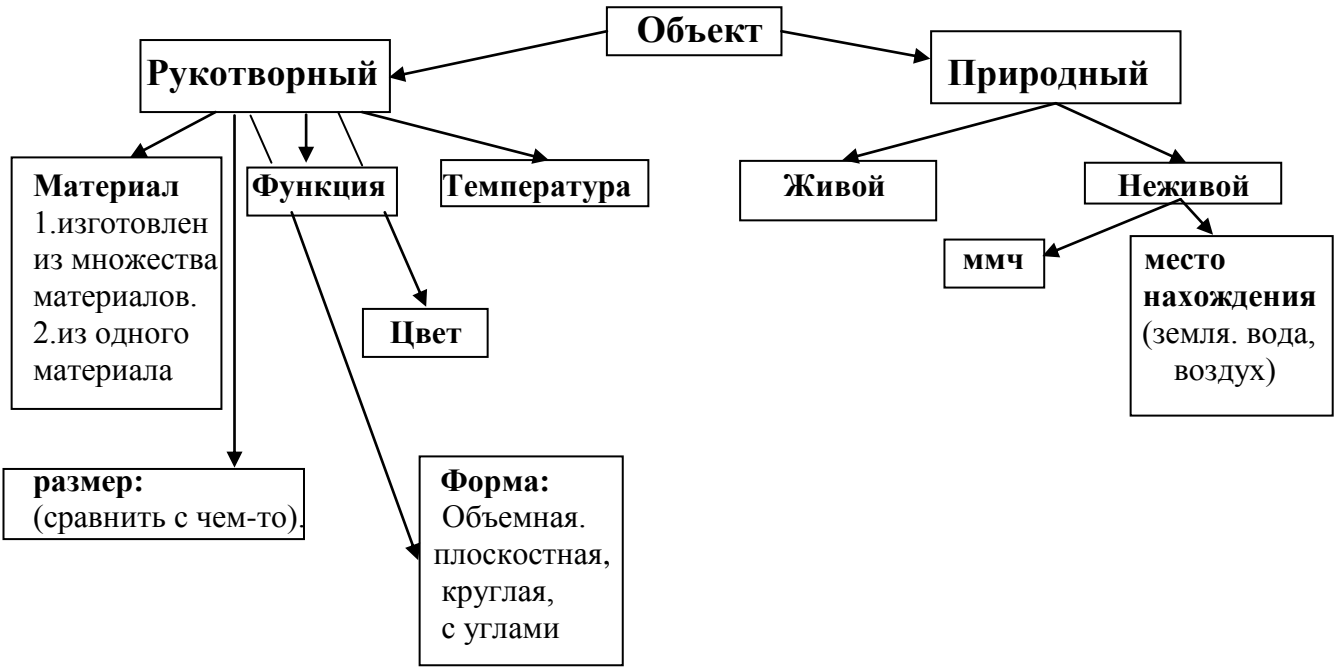 Объект
Рукотворный
Природный
Материал
1.изготовлен
из множества
материалов.
2.из одного
материала
Функция
Температура
Живой
Неживой
ммч
место
нахождения
(земля. вода,
воздух)
Цвет
размер:
(сравнить с чем-то).
Форма:
Объемная.
плоскостная,
круглая,
с углами